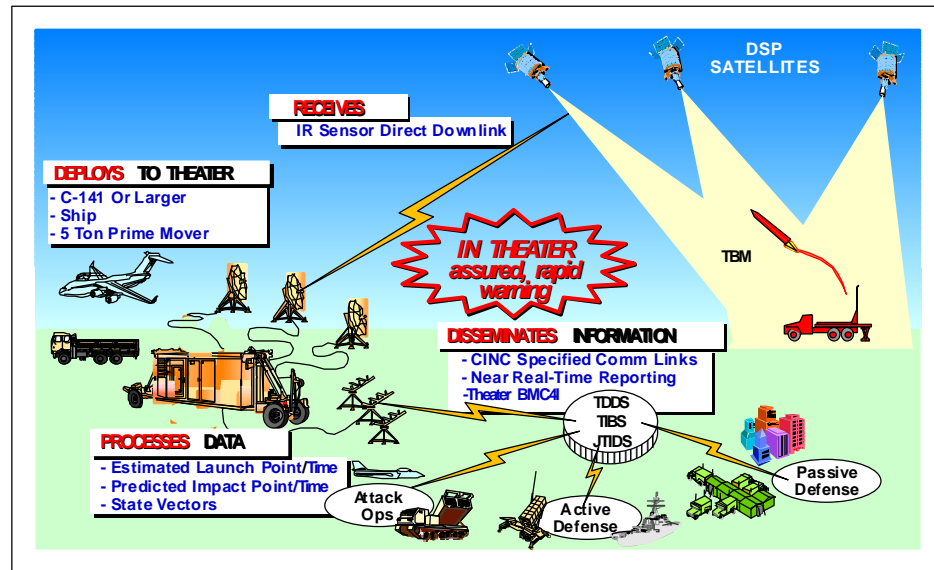 DSP
SATELLITES
RECEIVES
IR Sensor Direct Downlink
DEPLOYS TO THEATER
- C-141 Or Larger
- Ship
- 5 Ton Prime Mover
IN THEATER
assured, rapid
warning
TBM
DISSEMINATES INFORMATION
- CINC Specified Comm Links
- Near Real-Time Reporting
-Theater BMC4I
TDDS
TIBS
JTIDS
PROCESSES DATA
- Estimated Launch Point/Time
- Predicted Impact Point/Time
- State Vectors
Attack
Ops
Active
Defense
Passive
Defense